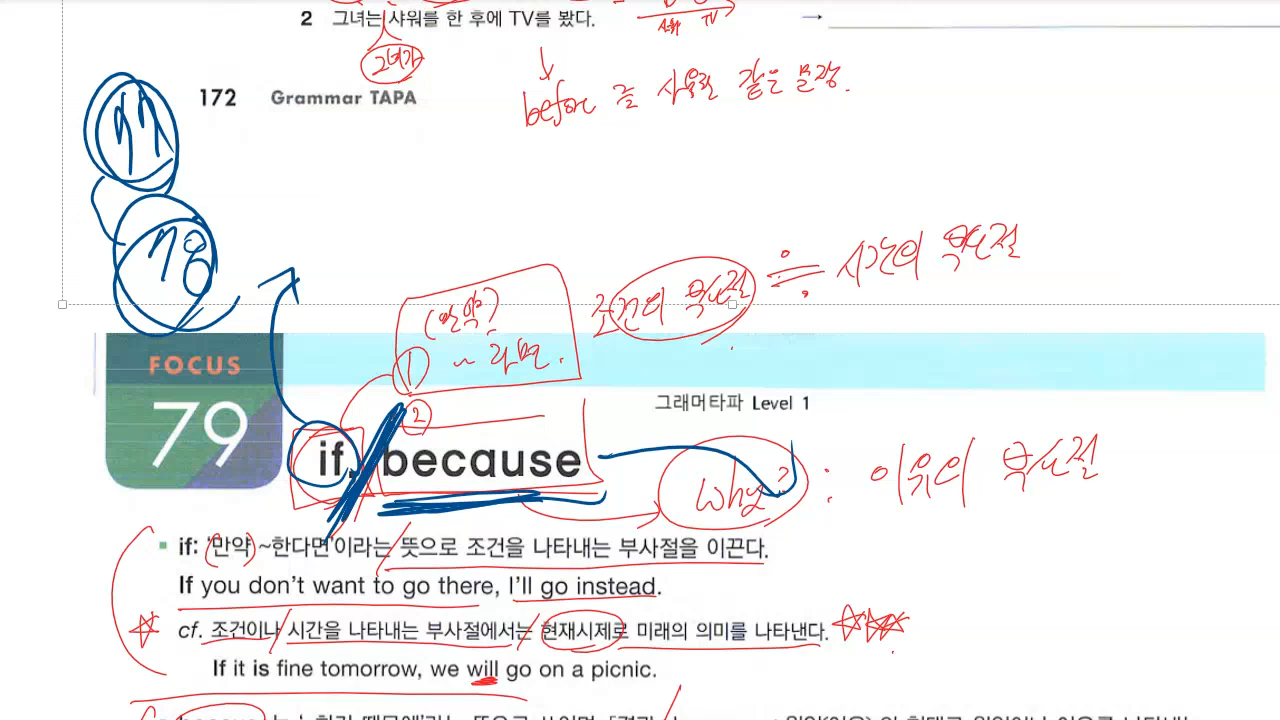 2 그녀는 샤워를 한 후에 TV를 봤다. →
샤워 TV
그녀가
172 Grammar TAPA
before 를 사용한 같은 문장.
77
78
조건의 부사절 ≒ 시간의 부사절
(만약)
① ~라면.
FOCUS
79
그래머타파 Level 1
②
if, because
why? : 이유의 부사절
if: '만약 ~한다면'이라는 뜻으로 조건을 나타내는 부사절을 이끈다.
If you don't want to go there, I'll go instead.
cf. 조건이나 시간을 나타내는 부사절에서는 현재시제로 미래의 의미를 나타낸다.
If it is fine tomorrow, we will go on a picnic.